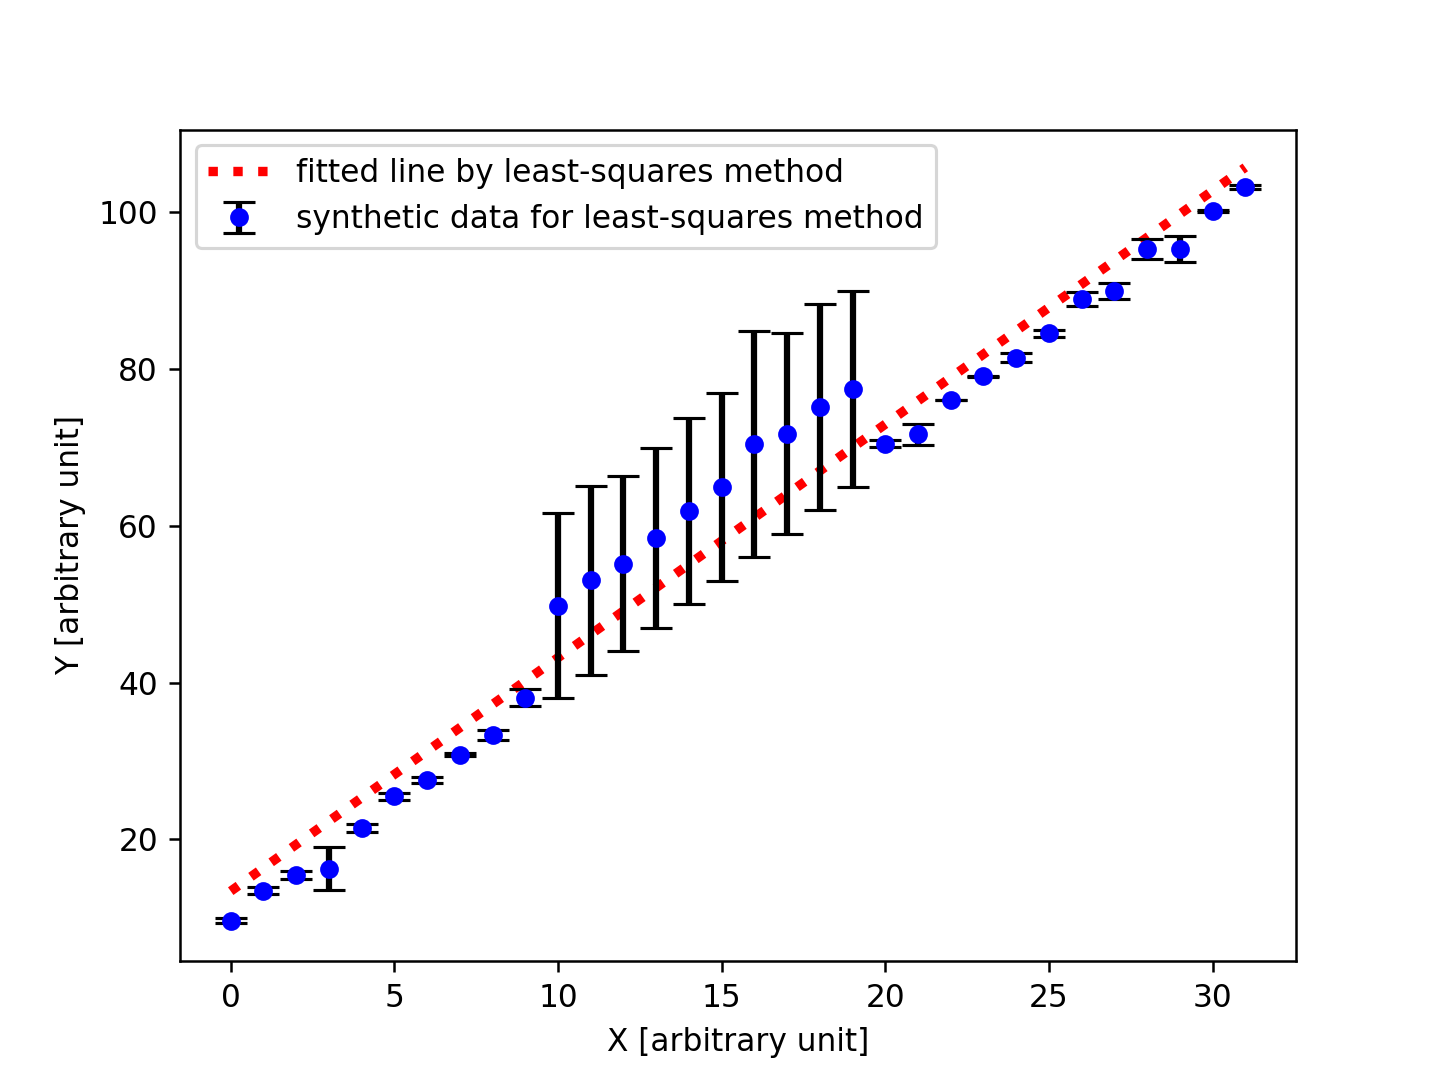 fitted line by least-squares method
synthetic data for least-squares method
100
80
60
40
20
Y [arbitrary unit]
0 5 10 15 20 25 30
X [arbitrary unit]